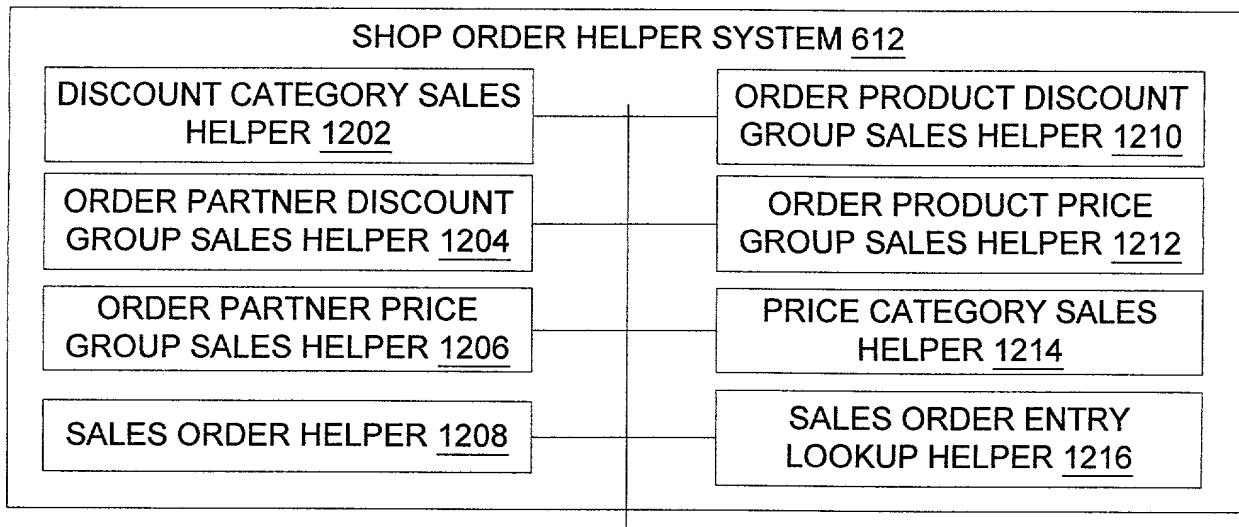 SHOP ORDER HELPER SYSTEM 612
DISCOUNT CATEGORY SALES
HELPER 1202
ORDER PARTNER DISCOUNT
GROUP SALES HELPER 1204
ORDER PARTNER PRICE
GROUP SALES HELPER 1206
SALES ORDER HELPER 1208
ORDER PRODUCT DISCOUNT
GROUP SALES HELPER 1210
ORDER PRODUCT PRICE
GROUP SALES HELPER 1212
PRICE CATEGORY SALES
HELPER 1214
SALES ORDER ENTRY
LOOKUP HELPER 1216